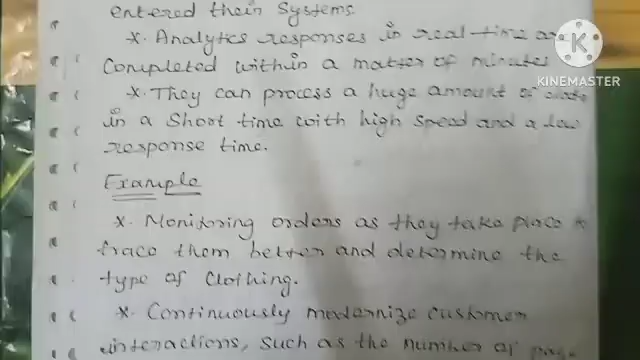 entered their systems.
*. Analytics responses in real-time are
completed within a matter of minutes
*. They can process a huge amount of data
in a short time with high speed and a low
response time.
Example
*. Monitoring orders as they take place to
trace them better and determine the
type of clothing.
*. Continuously modernize customer
interactions, such as the number of page
K
KINEMASTER